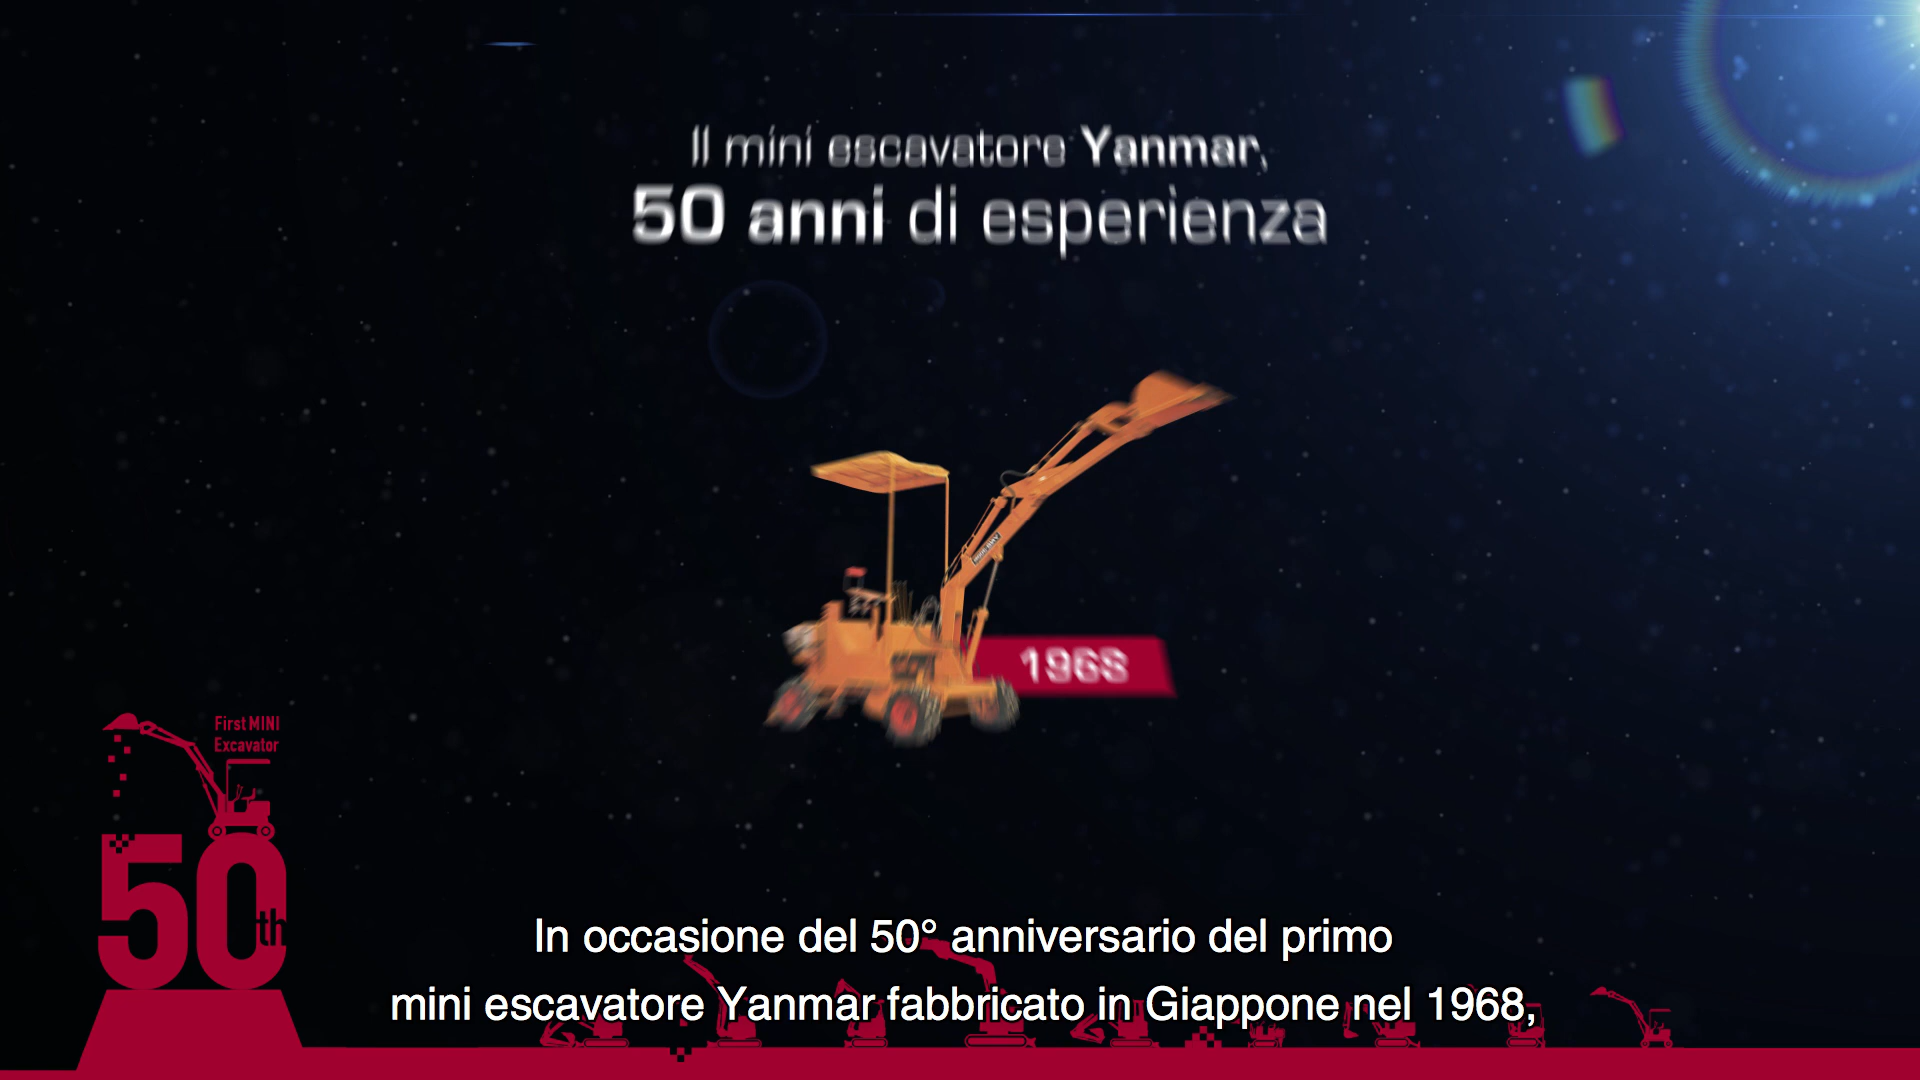 Il mini escavatore Yanmar,
50 anni di esperienza
1968
First MINI
Excavator
50th
In occasione del 50° anniversario del primo
mini escavatore Yanmar fabbricato in Giappone nel 1968,